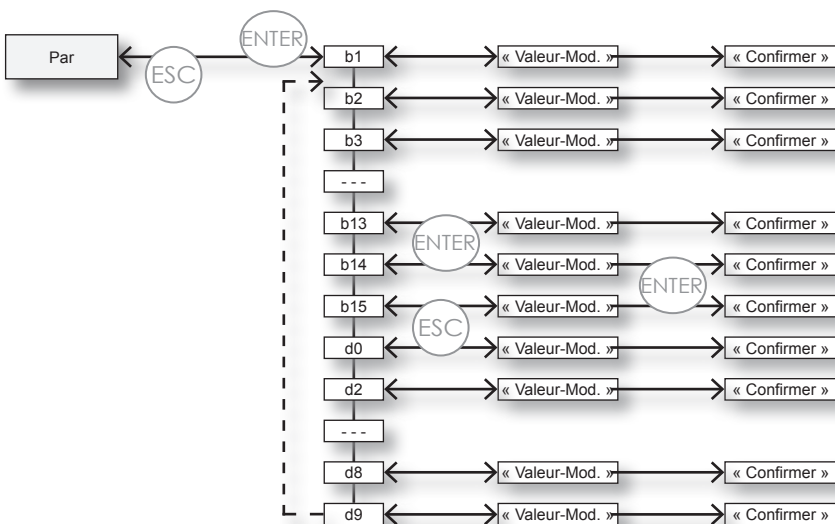 ENTER
Par
ESC
b1 « Valeur-Mod. » « Confirmer »
b2 « Valeur-Mod. » « Confirmer »
b3 « Valeur-Mod. » « Confirmer »
- - -
b13 « Valeur-Mod. » « Confirmer »
ENTER
b14 « Valeur-Mod. » « Confirmer »
ENTER
b15 « Valeur-Mod. » « Confirmer »
ESC
d0 « Valeur-Mod. » « Confirmer »
d2 « Valeur-Mod. » « Confirmer »
- - -
d8 « Valeur-Mod. » « Confirmer »
d9 « Valeur-Mod. » « Confirmer »